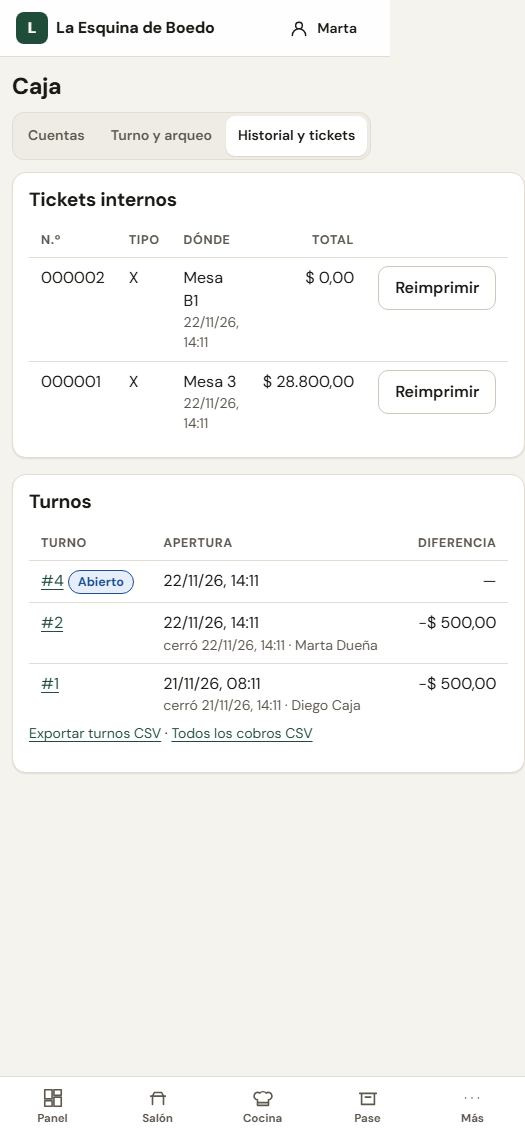 L La Esquina de Boedo Marta
Caja
Cuentas Turno y arqueo Historial y tickets
Tickets internos
N.º TIPO DÓNDE TOTAL
000002 X Mesa $ 0,00 Reimprimir
B1
22/11/26,
14:11
000001 X Mesa 3 $ 28.800,00 Reimprimir
22/11/26,
14:11
Turnos
TURNO APERTURA DIFERENCIA
#4 Abierto 22/11/26, 14:11 —
#2 22/11/26, 14:11 -$ 500,00
cerró 22/11/26, 14:11 · Marta Dueña
#1 21/11/26, 08:11 -$ 500,00
cerró 21/11/26, 14:11 · Diego Caja
Exportar turnos CSV · Todos los cobros CSV
Panel Salón Cocina Pase Más